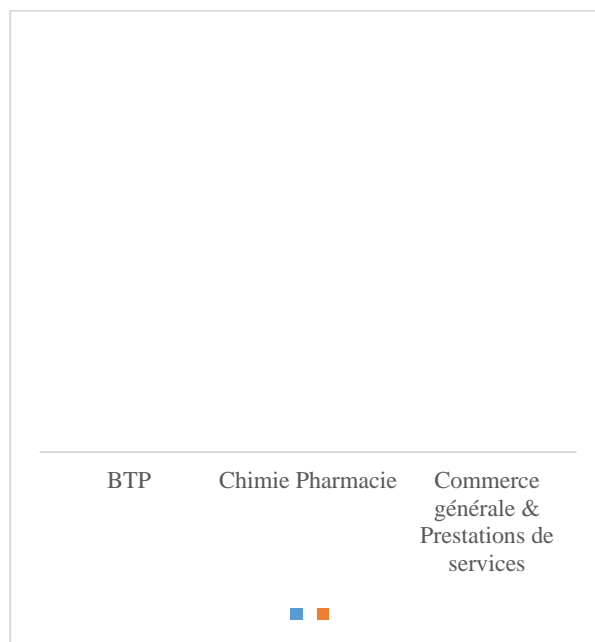 BTP
Chimie Pharmacie
Commerce
générale &
Prestations de
services